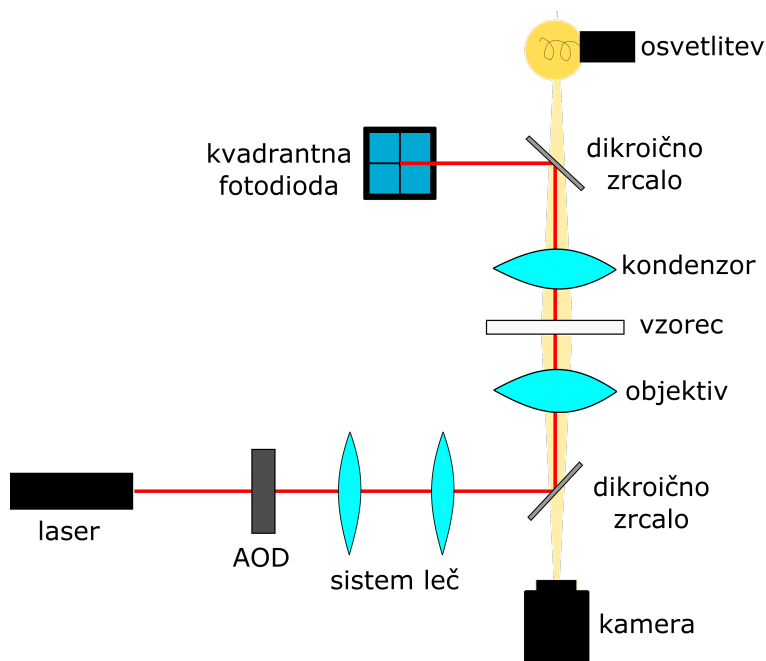 osvetlitev
kvadrantna
fotodioda
dikroično
zrcalo
kondenzor
vzorec
objektiv
laser
AOD
sistem leč
dikroično
zrcalo
kamera